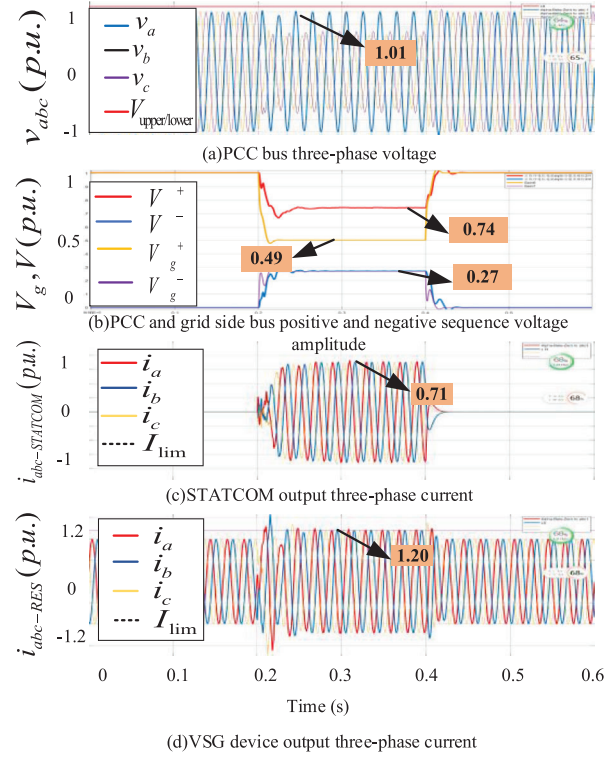 v_abc (p.u.)
1
0
-1
v_a
v_b
v_c
V_upper/lower
1.01
65%
(a)PCC bus three-phase voltage
V_g ,V (p.u.)
1
0.5
0
V^+
V^-
V_g^+
V_g^-
0.49
0.74
0.27
(b)PCC and grid side bus positive and negative sequence voltage
amplitude
i_abc-STATCOM (p.u.)
1
0
-1
i_a
i_b
i_c
I_lim
0.71
68%
(c)STATCOM output three-phase current
i_abc-RES (p.u.)
1.2
0
-1.2
i_a
i_b
i_c
I_lim
1.20
68%
0 0.1 0.2 0.3 0.4 0.5 0.6
Time (s)
(d)VSG device output three-phase current